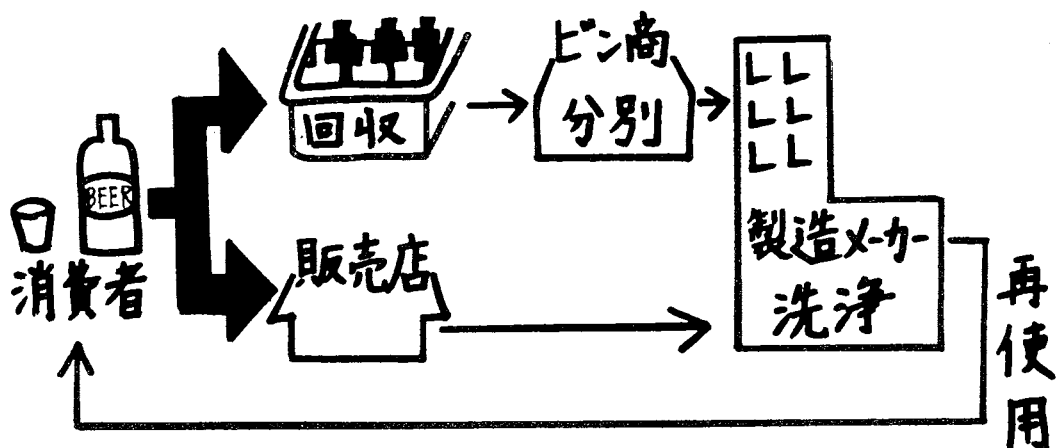 BEER
消費者
回収
ビン商
分別
販売店
製造メーカー
洗浄
再使用